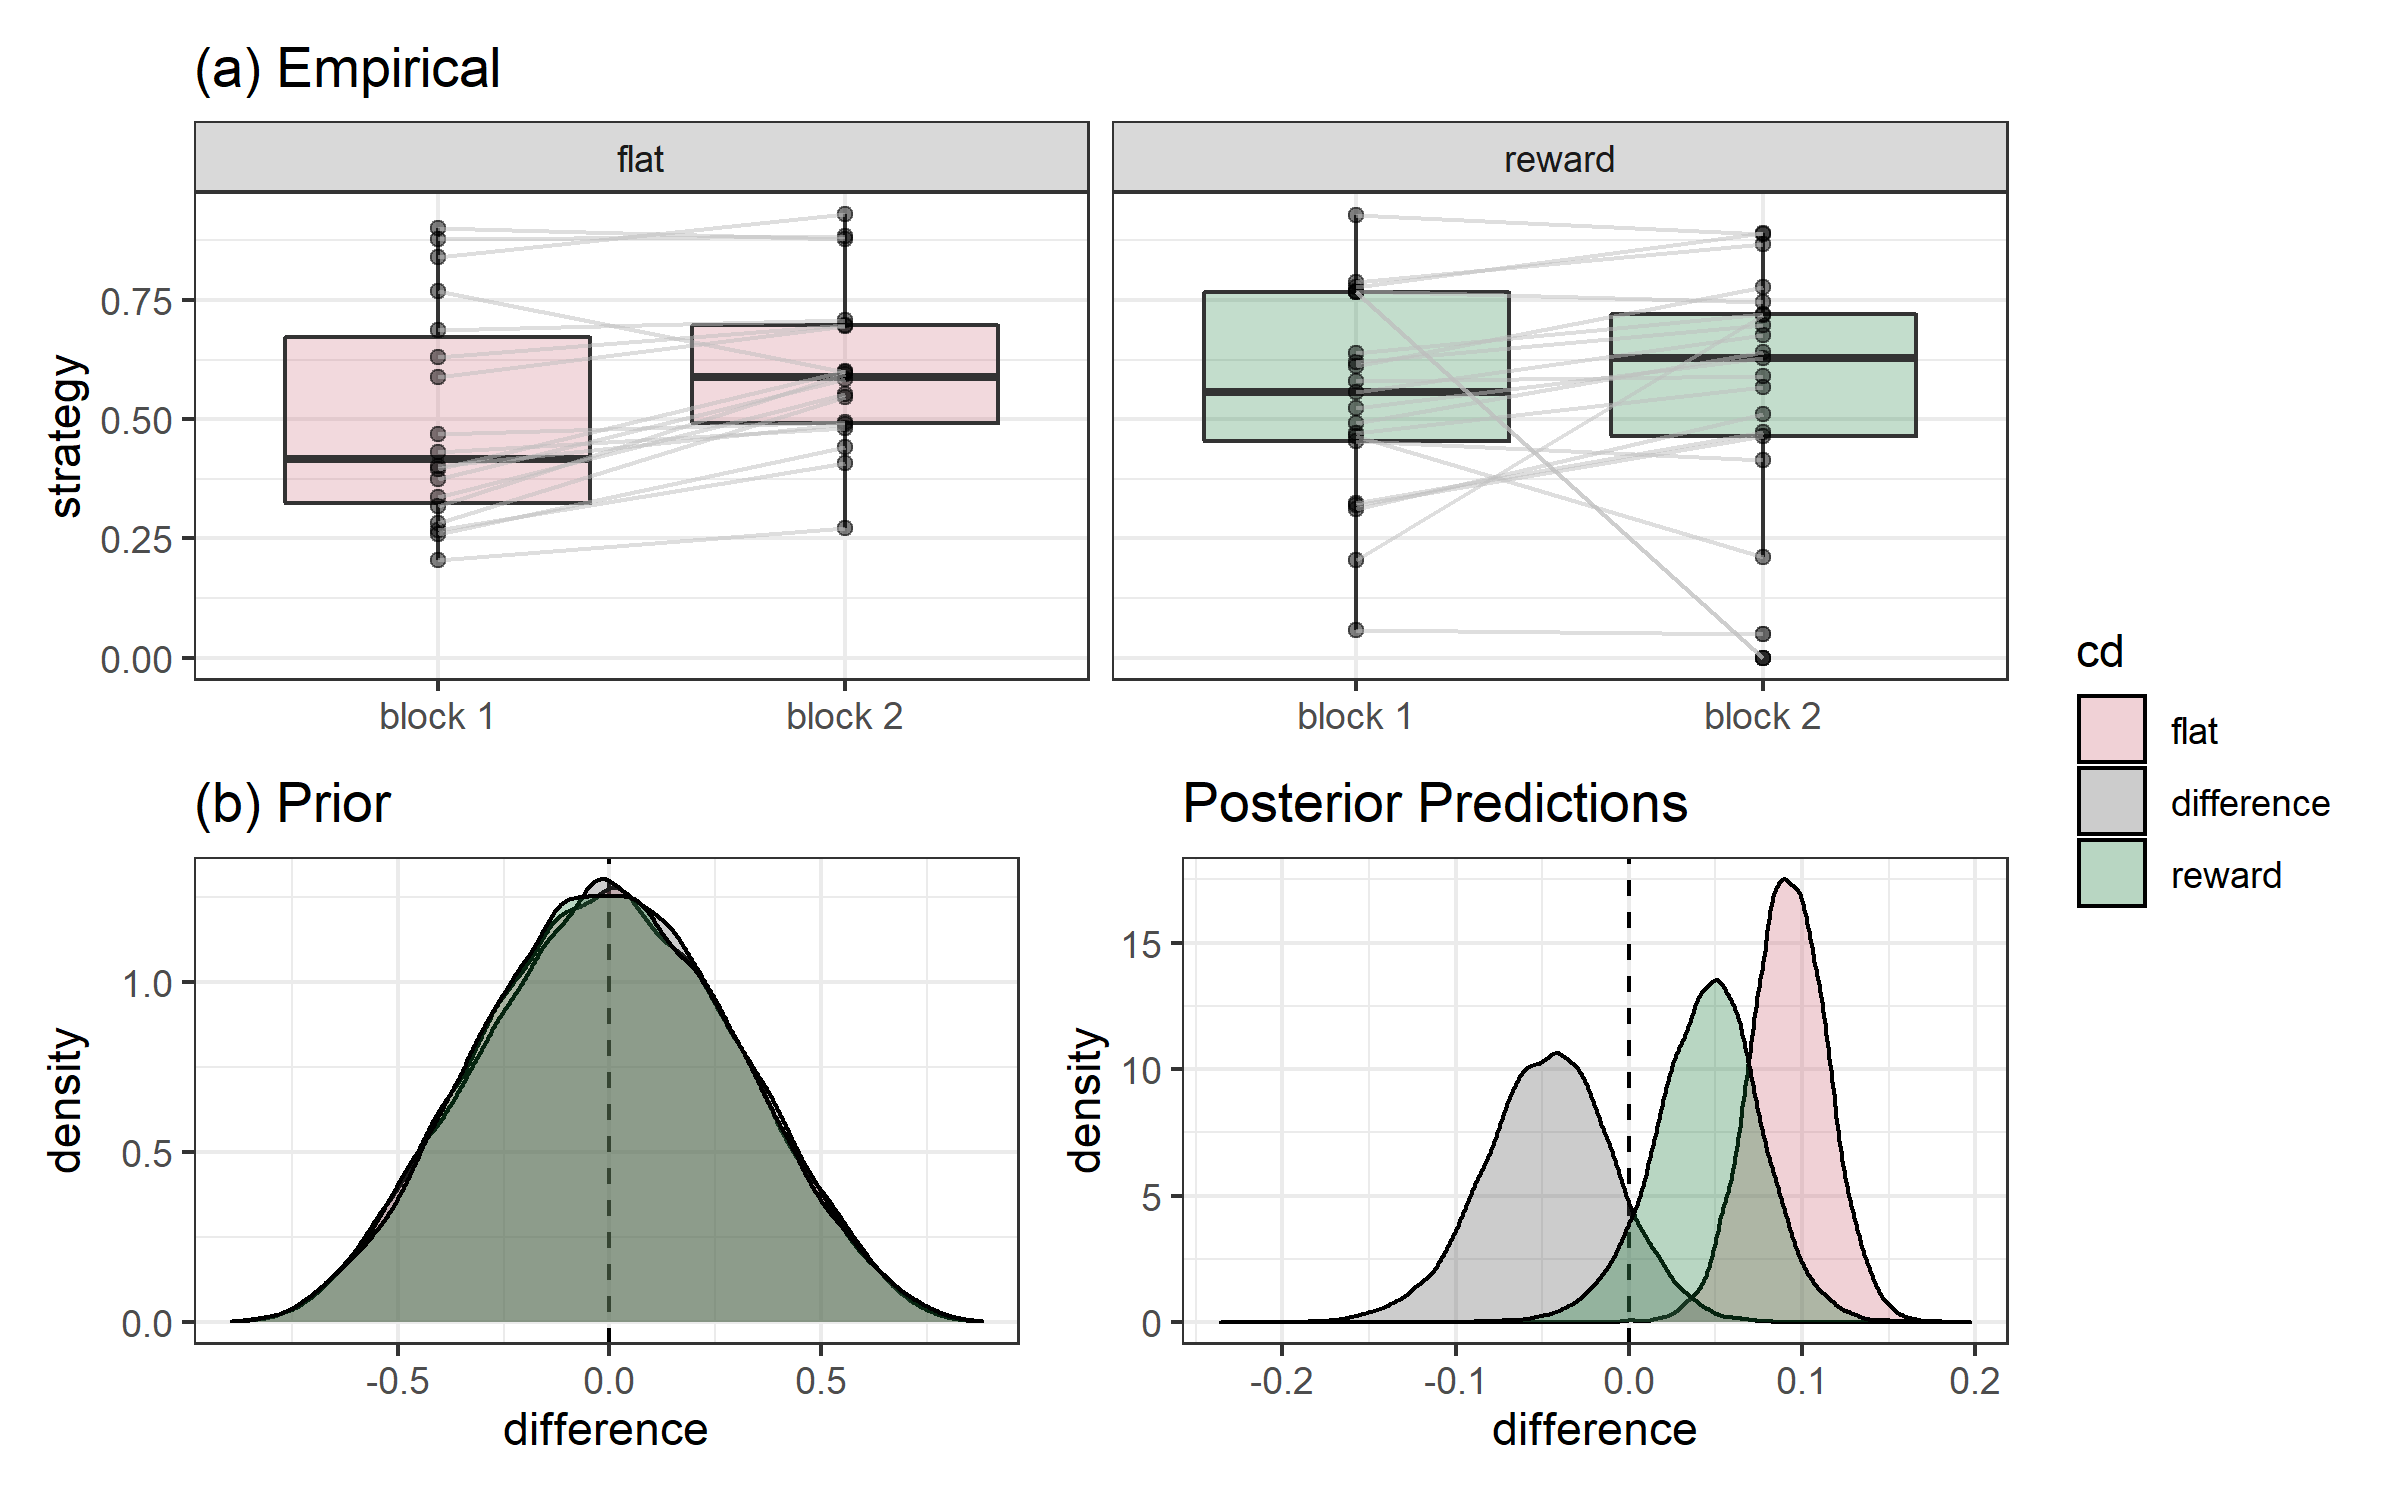 (a) Empirical
flat
reward
strategy
0.75
0.50
0.25
0.00
block 1
block 2
block 1
block 2
cd
flat
difference
reward
(b) Prior
density
1.0
0.5
0.0
-0.5
0.0
0.5
difference
Posterior Predictions
density
15
10
5
0
-0.2
-0.1
0.0
0.1
0.2
difference